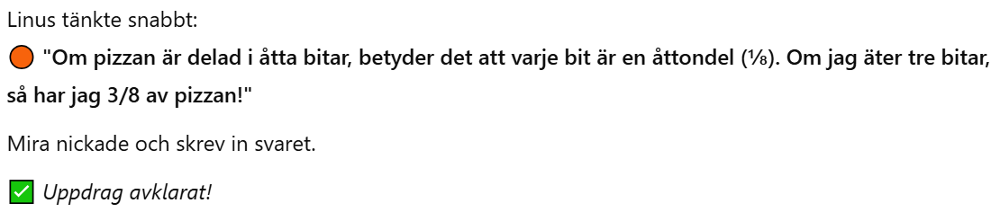 Linus tänkte snabbt:
🟠 "Om pizzan är delad i åtta bitar, betyder det att varje bit är en åttondel (⅛). Om jag äter tre bitar,
så har jag 3/8 av pizzan!"
Mira nickade och skrev in svaret.
✅ Uppdrag avklarat!